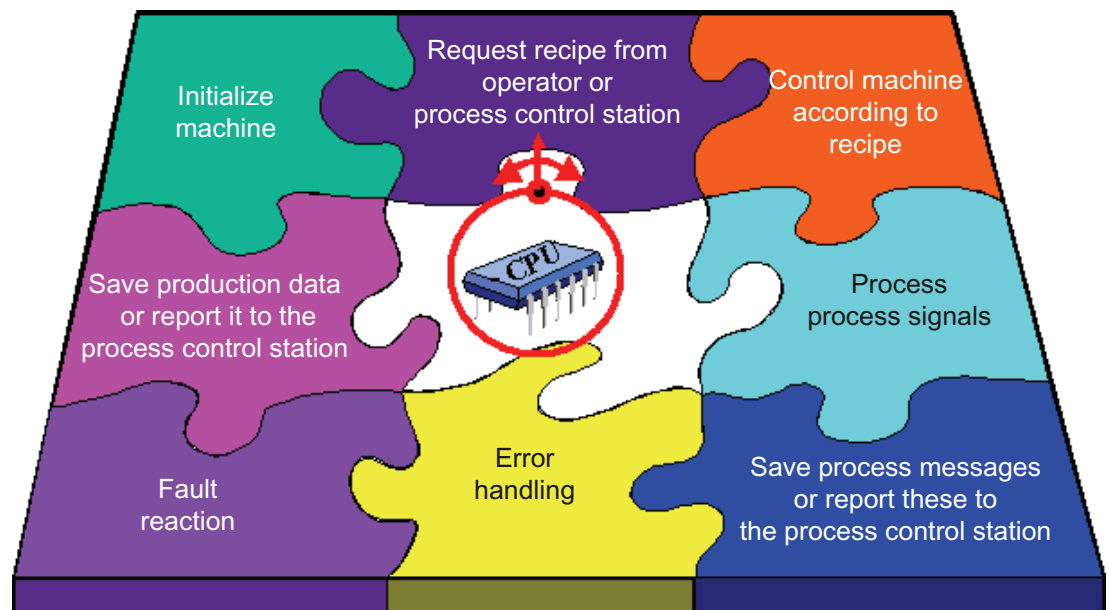 Initialize
machine
Request recipe from
operator or
process control station
Control machine
according to
recipe
Save production data
or report it to the
process control station
CPU
Process
process signals
Fault
reaction
Error
handling
Save process messages
or report these to
the process control station